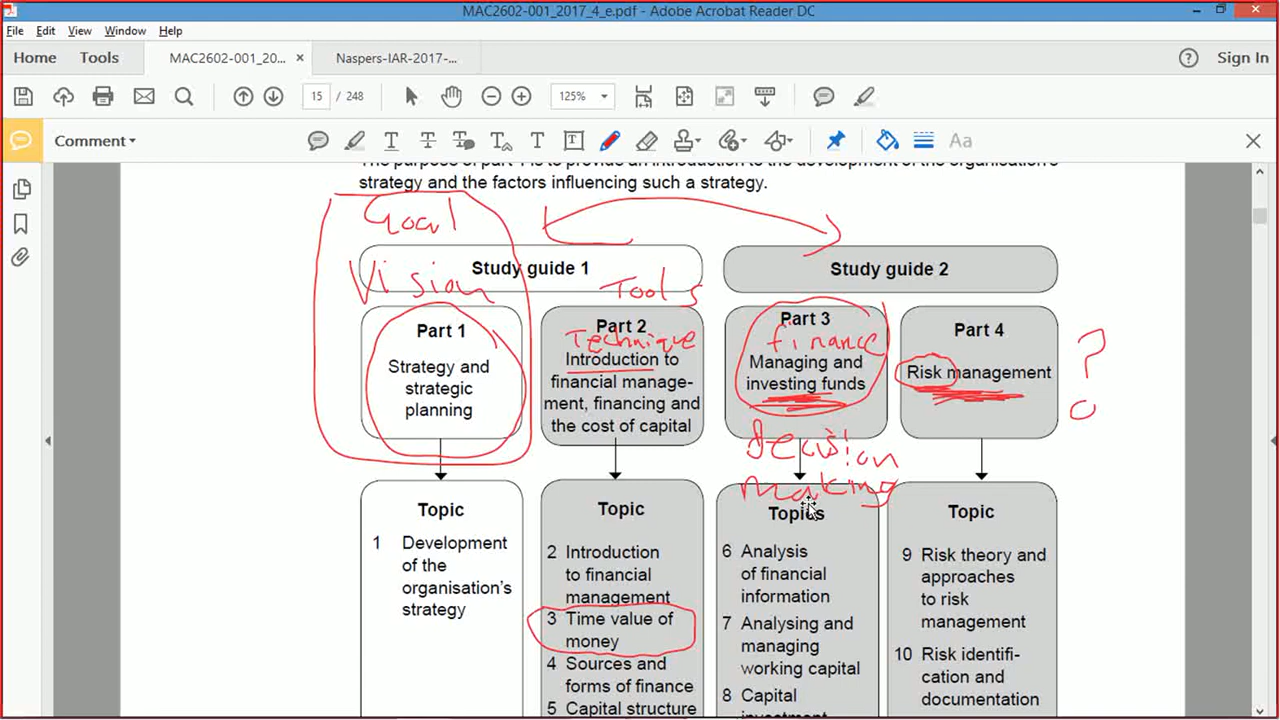 MAC2602-001_2017_4_e.pdf - Adobe Acrobat Reader DC
File Edit View Window Help
Home Tools MAC2602-001_20... × Naspers-IAR-2017-... ? Sign In
15 / 248 125%
Comment
strategy and the factors influencing such a strategy.
Goal
Vision
Study guide 1
Study guide 2
Tools
Part 1
Strategy and
strategic
planning
Part 2
Technique
Introduction to
financial manage-
ment, financing and
the cost of capital
Part 3
finance
Managing and
investing funds
Part 4
Risk management
?
decision
making
Topic
1 Development
of the
organisation's
strategy
Topic
2 Introduction
to financial
management
3 Time value of
money
4 Sources and
forms of finance
5 Capital structure
Topics
6 Analysis
of financial
information
7 Analysing and
managing
working capital
8 Capital
investment
Topic
9 Risk theory and
approaches
to risk
management
10 Risk identifi-
cation and
documentation